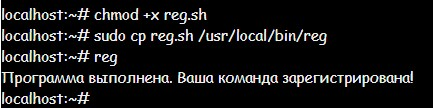 localhost:~# chmod +x reg.sh
localhost:~# sudo cp reg.sh /usr/local/bin/reg
localhost:~# reg
Программа выполнена. Ваша команда зарегистрирована!
localhost:~#